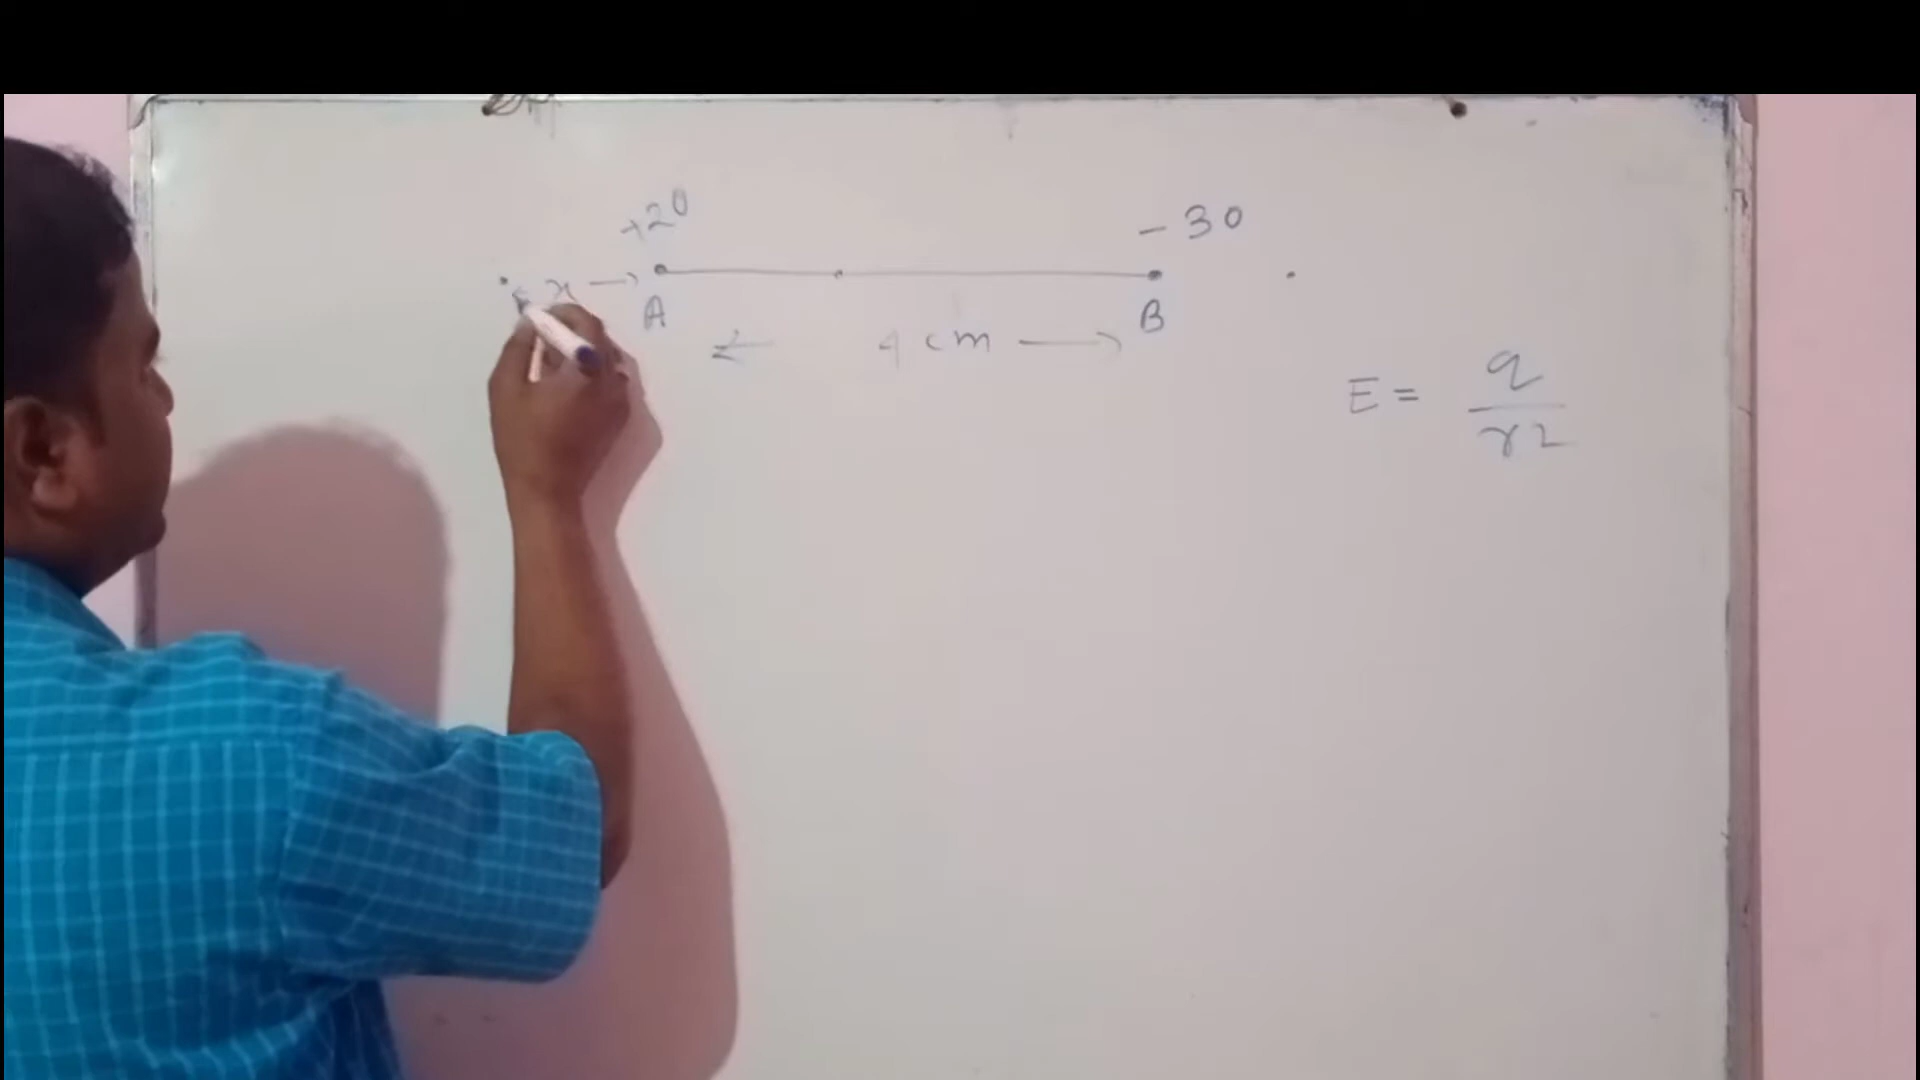 +20 - 30
x →
A B
← 4 cm →
E = q / r2